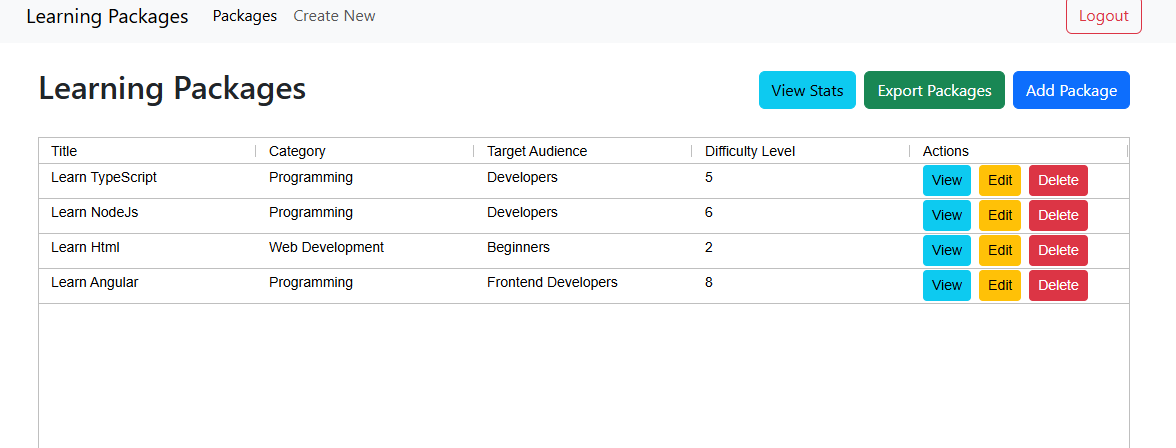 Learning Packages Packages Create New Logout
Learning Packages View Stats Export Packages Add Package
Title Category Target Audience Difficulty Level Actions
Learn TypeScript Programming Developers 5 View Edit Delete
Learn NodeJs Programming Developers 6 View Edit Delete
Learn Html Web Development Beginners 2 View Edit Delete
Learn Angular Programming Frontend Developers 8 View Edit Delete